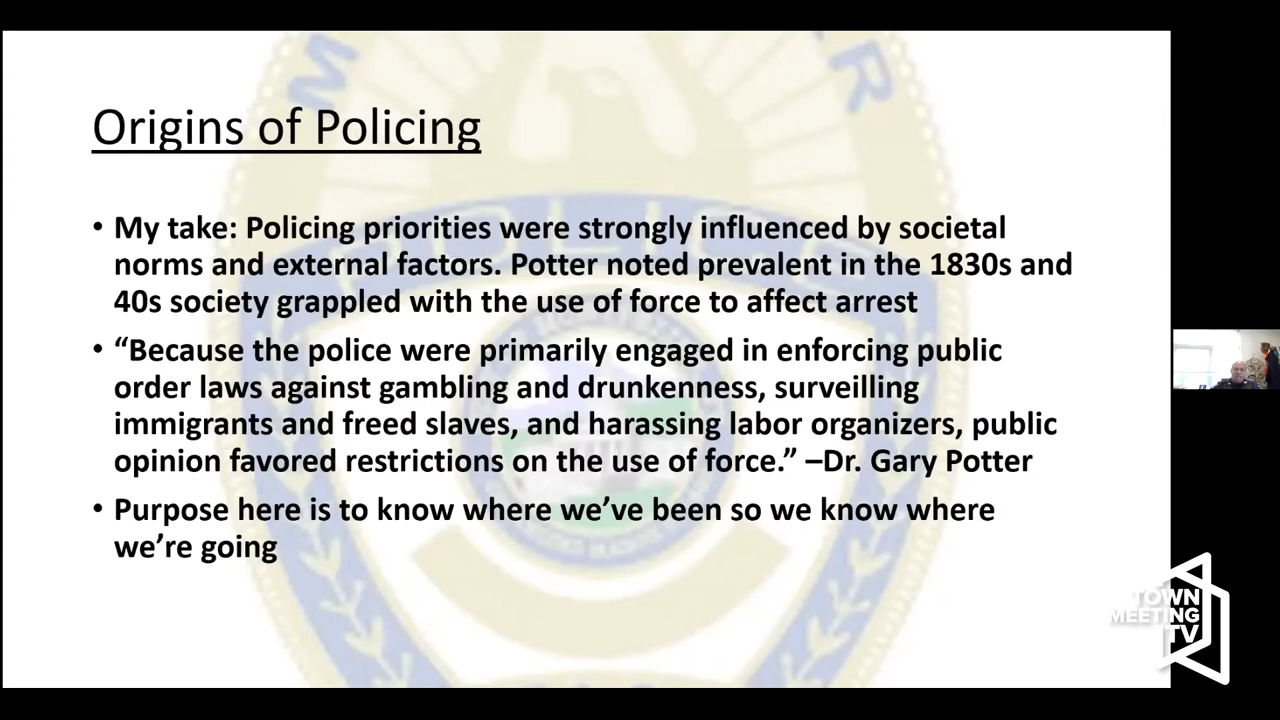 Origins of Policing
• My take: Policing priorities were strongly influenced by societal
norms and external factors. Potter noted prevalent in the 1830s and
40s society grappled with the use of force to affect arrest
• “Because the police were primarily engaged in enforcing public
order laws against gambling and drunkenness, surveilling
immigrants and freed slaves, and harassing labor organizers, public
opinion favored restrictions on the use of force.” –Dr. Gary Potter
• Purpose here is to know where we’ve been so we know where
we’re going
POLICE
TOWN
MEETING
TV